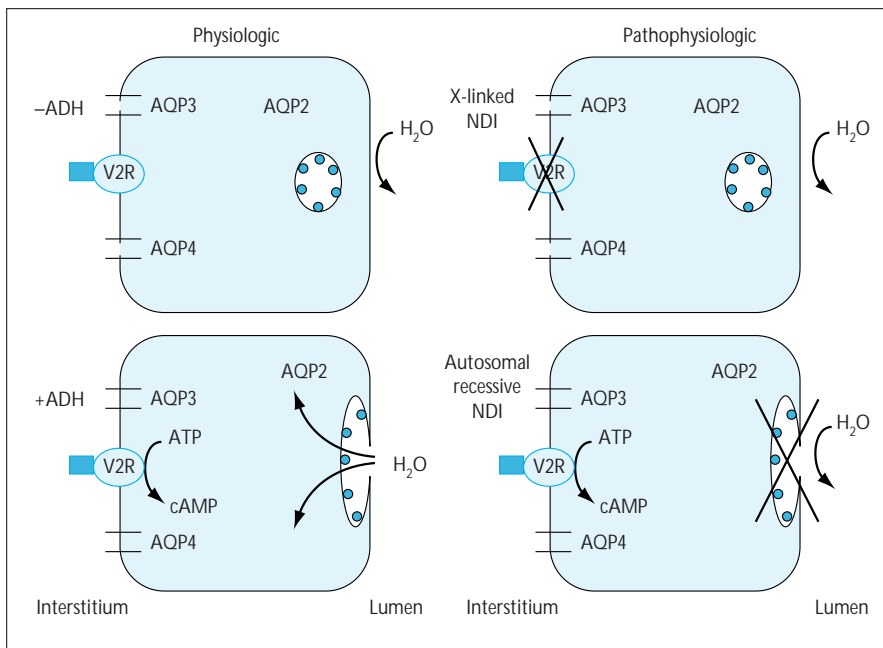 Physiologic
–ADH
AQP3
AQP2
H₂O
V2R
AQP4
Pathophysiologic
X-linked
NDI
AQP3
AQP2
H₂O
V2R
AQP4
+ADH
AQP3
AQP2
ATP
V2R
H₂O
cAMP
AQP4
Interstitium
Lumen
Autosomal
recessive
NDI
AQP3
AQP2
ATP
H₂O
V2R
cAMP
AQP4
Interstitium
Lumen